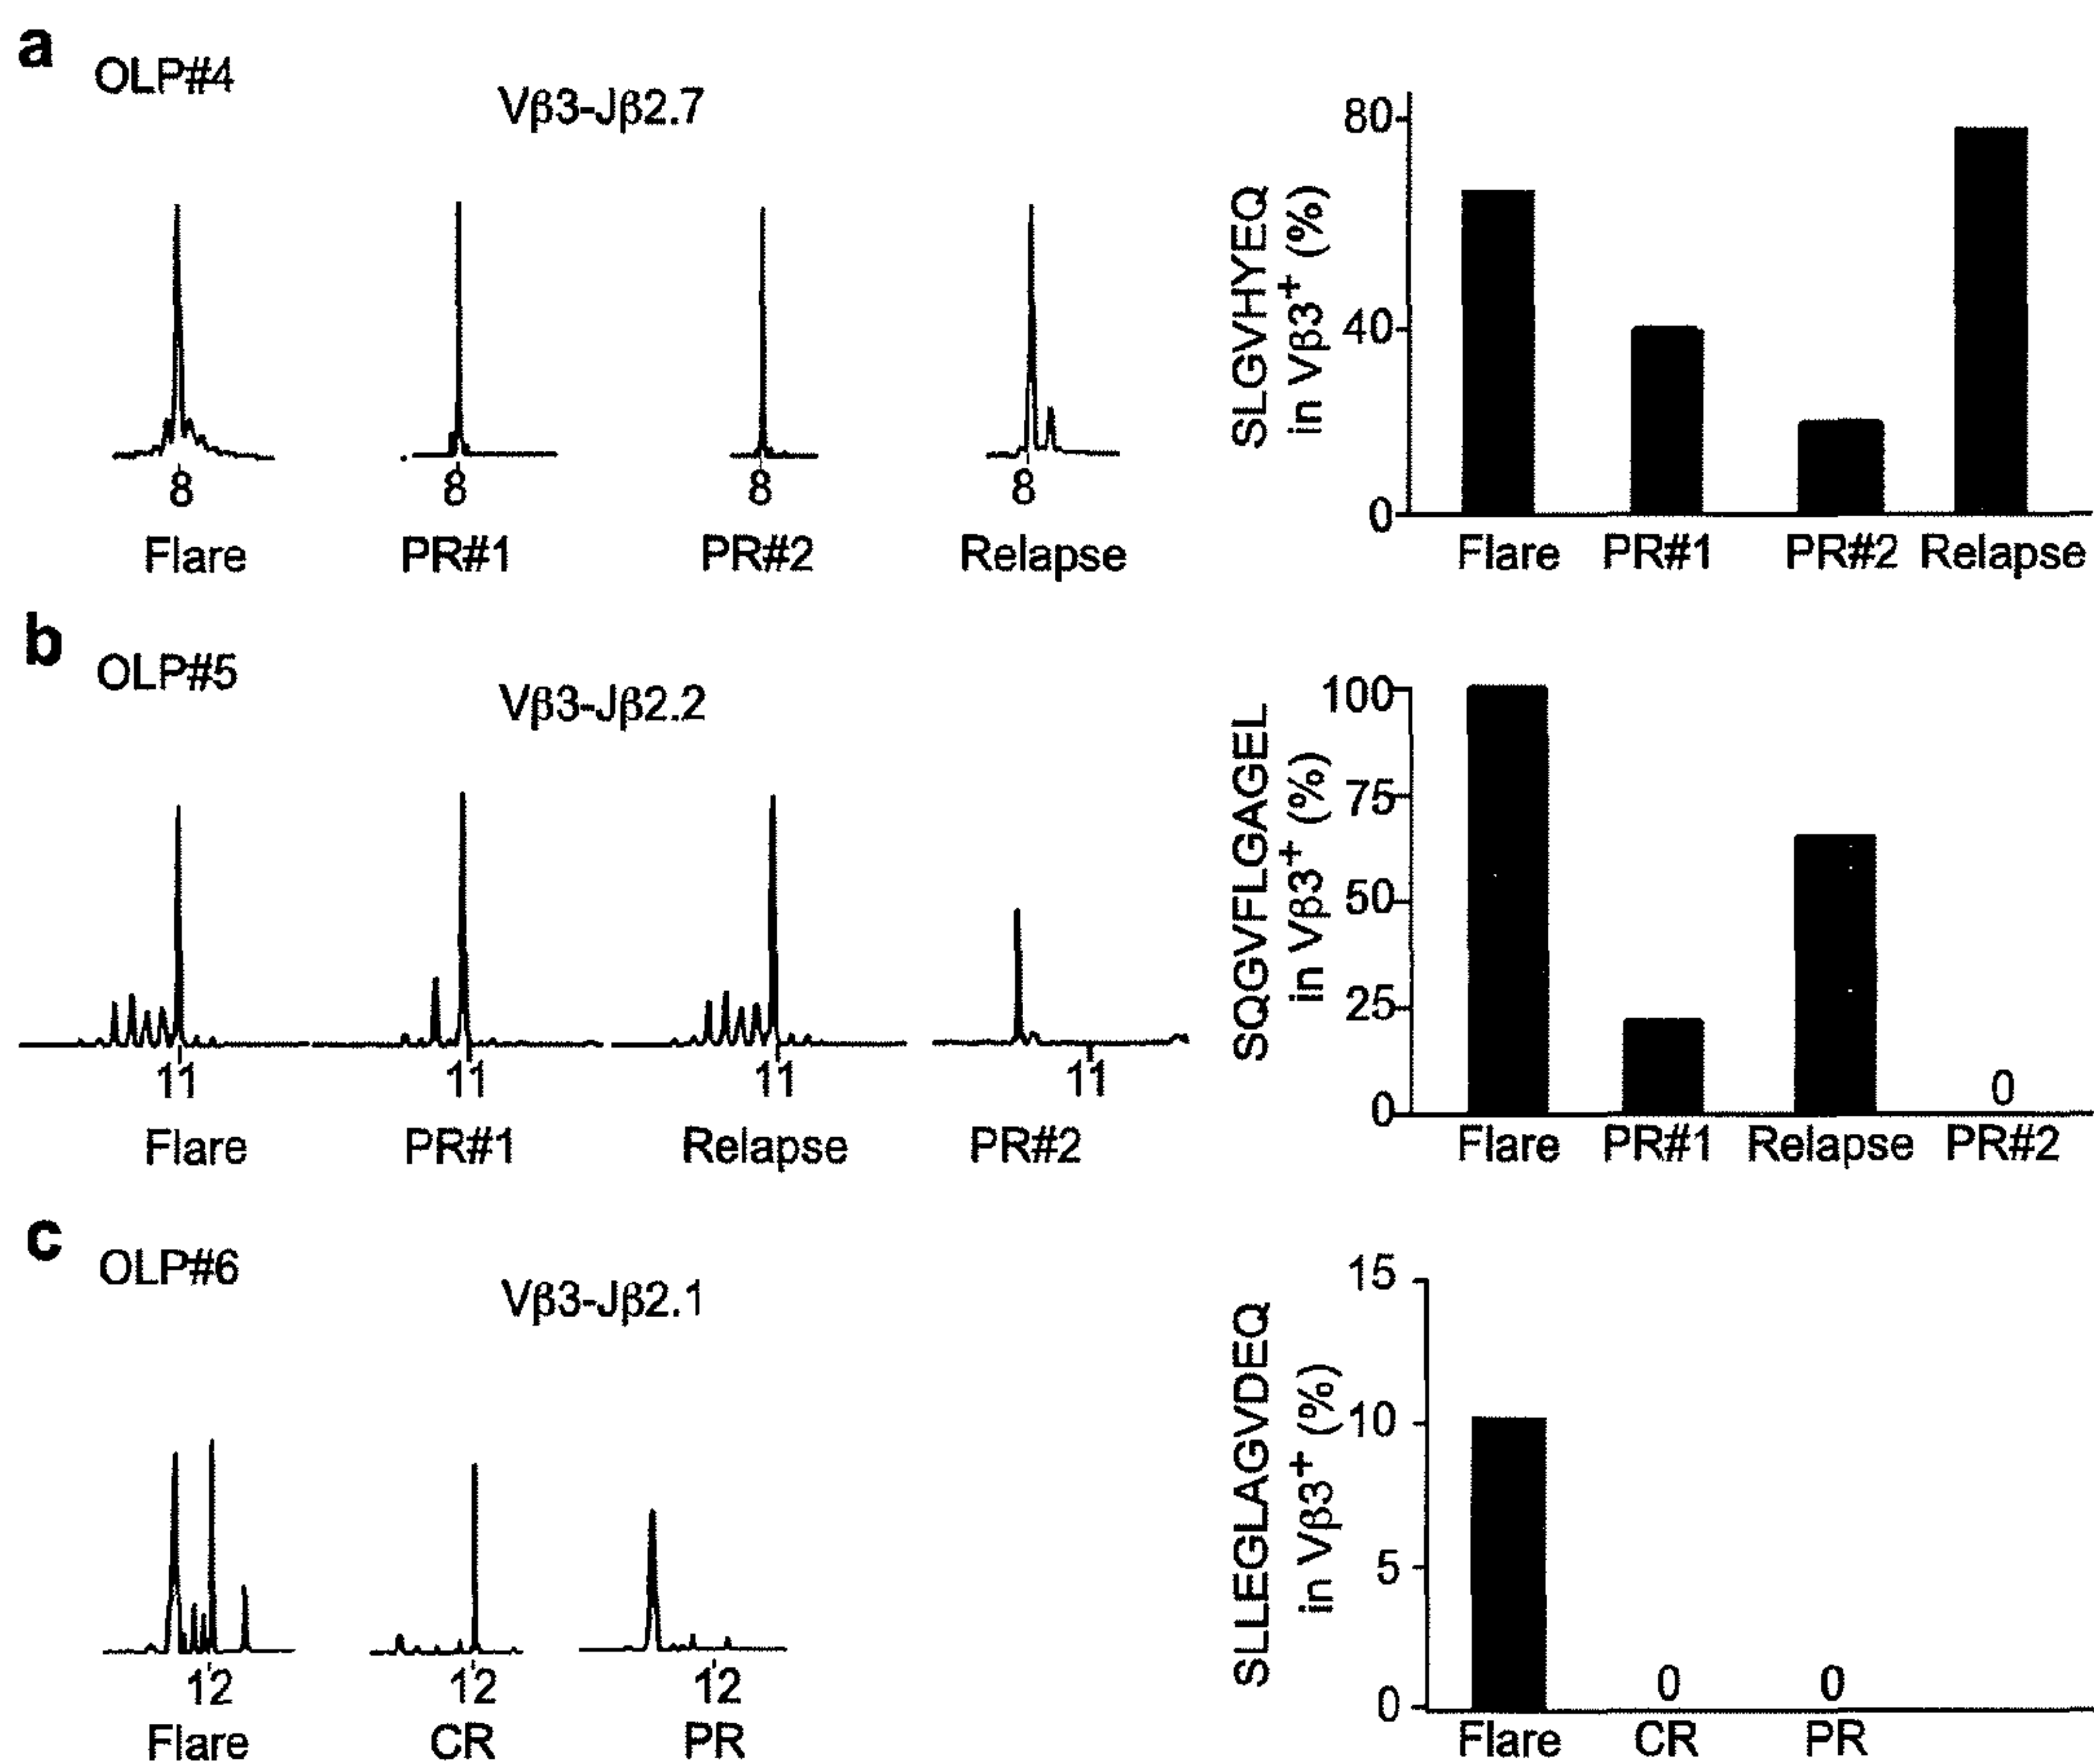 a
OLP#4
Vβ3-Jβ2.7
8
8
8
8
Flare
PR#1
PR#2
Relapse
SLGVHYEQ
in Vβ3+ (%)
80
40
0
Flare
PR#1
PR#2
Relapse
b
OLP#5
Vβ3-Jβ2.2
11
11
11
11
Flare
PR#1
Relapse
PR#2
SQGVFLGAGEL
in Vβ3+ (%)
100
75
50
25
0
0
Flare
PR#1
Relapse
PR#2
c
OLP#6
Vβ3-Jβ2.1
12
12
12
Flare
CR
PR
SLLEGLAGVDEQ
in Vβ3+ (%)
15
10
5
0
0
0
Flare
CR
PR